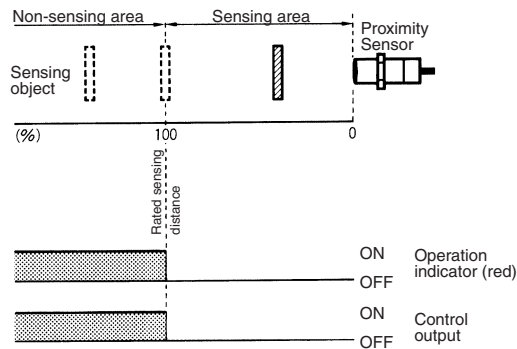 Non-sensing area
Sensing area
Proximity
Sensor
Sensing
object
(%)
100
0
Rated sensing
distance
ON
OFF
Operation
indicator (red)
ON
OFF
Control
output